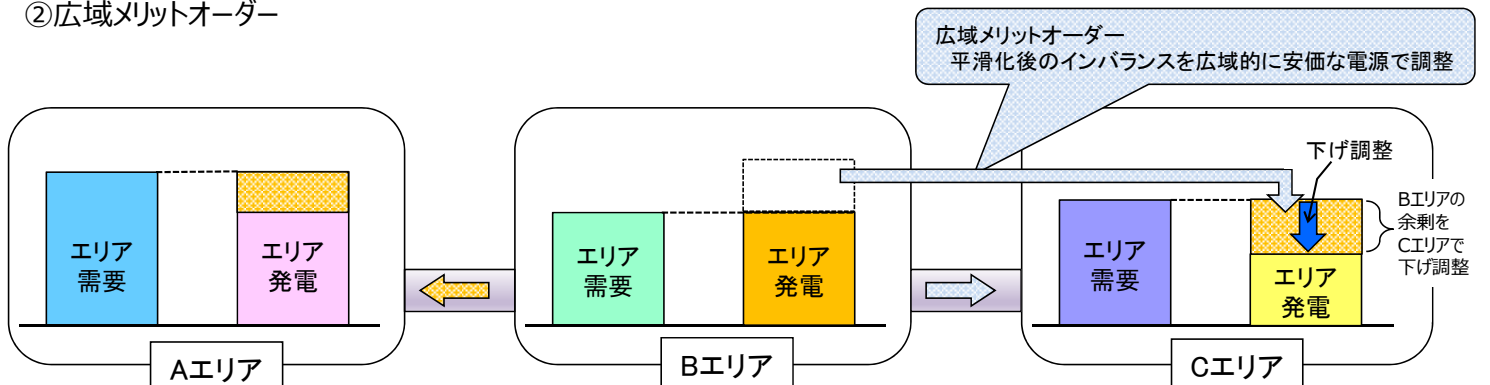 ②広域メリットオーダー
広域メリットオーダー
平滑化後のインバランスを広域的に安価な電源で調整
エリア
需要
エリア
発電
Aエリア
エリア
需要
エリア
発電
Bエリア
下げ調整
エリア
需要
エリア
発電
Bエリアの
余剰を
Cエリアで
下げ調整
Cエリア